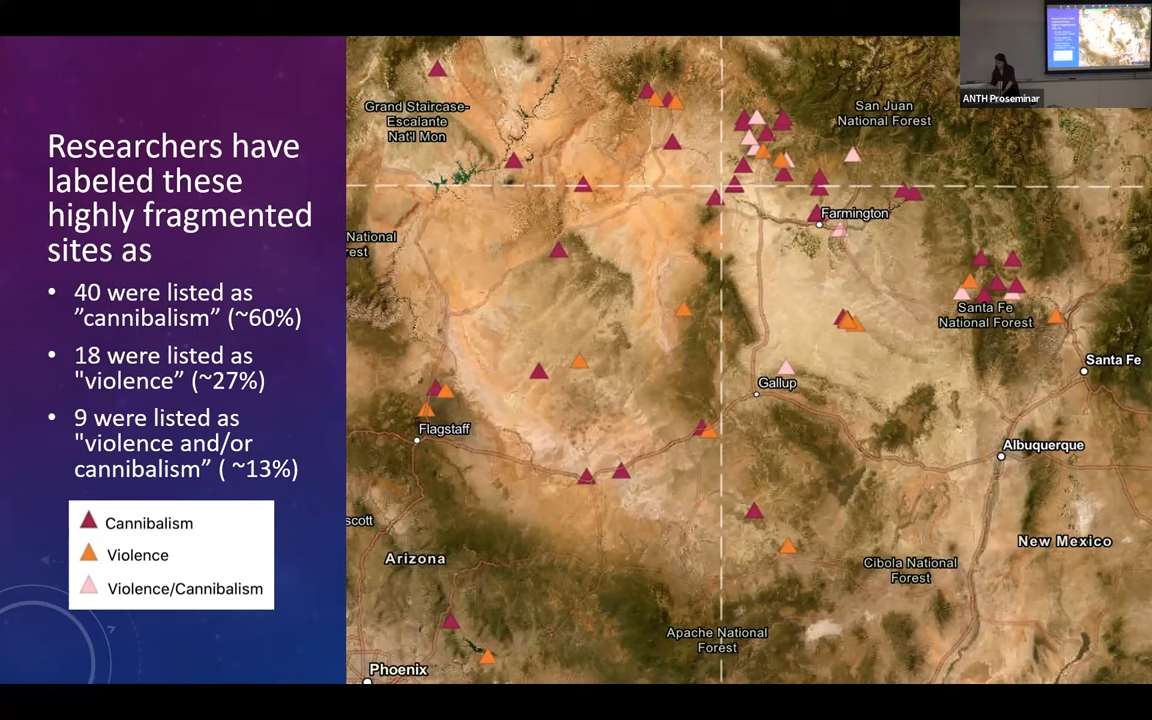 Researchers have
labeled these
highly fragmented
sites as
• 40 were listed as
”cannibalism” (~60%)
• 18 were listed as
"violence” (~27%)
• 9 were listed as
"violence and/or
cannibalism” ( ~13%)
Cannibalism
Violence
Violence/Cannibalism
Grand Staircase-
Escalante
Nat'l Mon
San Juan
National Forest
National
rest
Farmington
Santa Fe
National Forest
Santa Fe
Gallup
Flagstaff
Albuquerque
scott
Arizona
New Mexico
Cibola National
Forest
Apache National
Forest
Phoenix
ANTH Proseminar